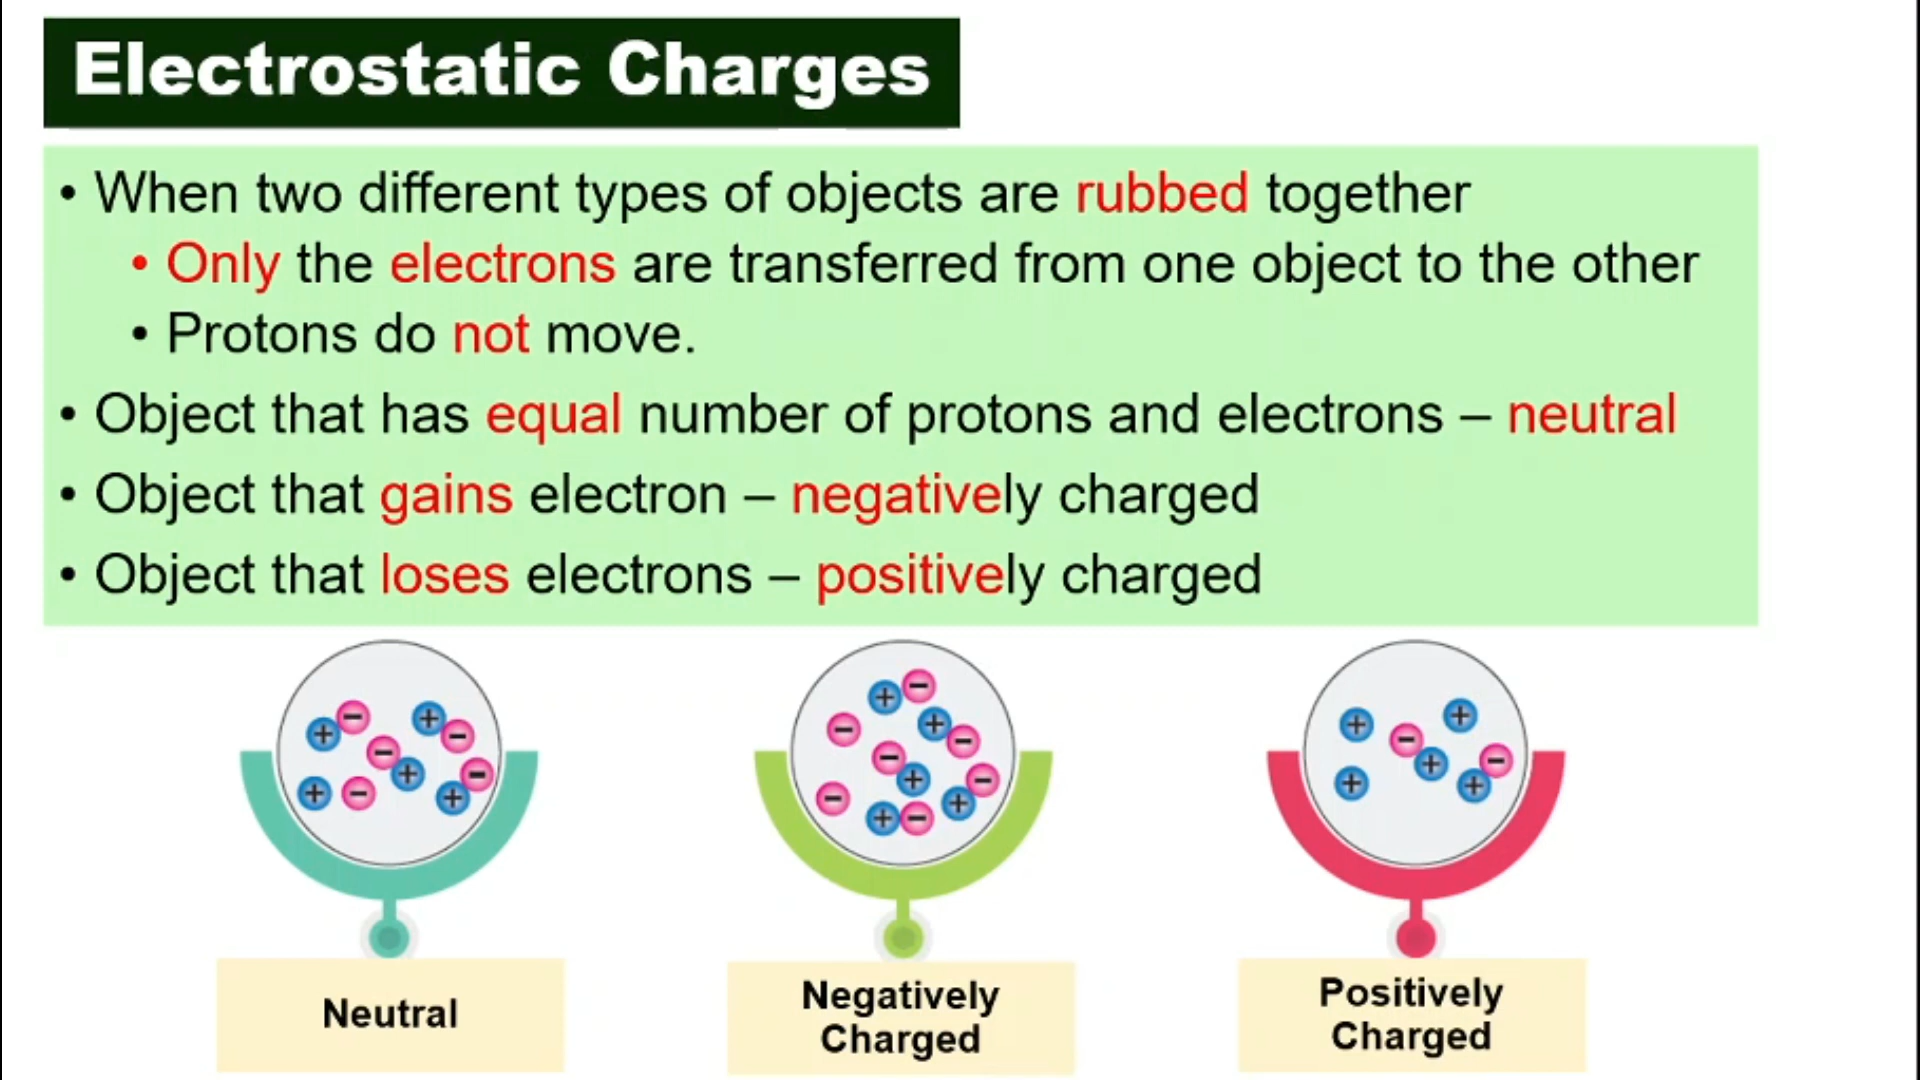 Electrostatic Charges
• When two different types of objects are rubbed together
• Only the electrons are transferred from one object to the other
• Protons do not move.
• Object that has equal number of protons and electrons – neutral
• Object that gains electron – negatively charged
• Object that loses electrons – positively charged
Neutral
Negatively
Charged
Positively
Charged